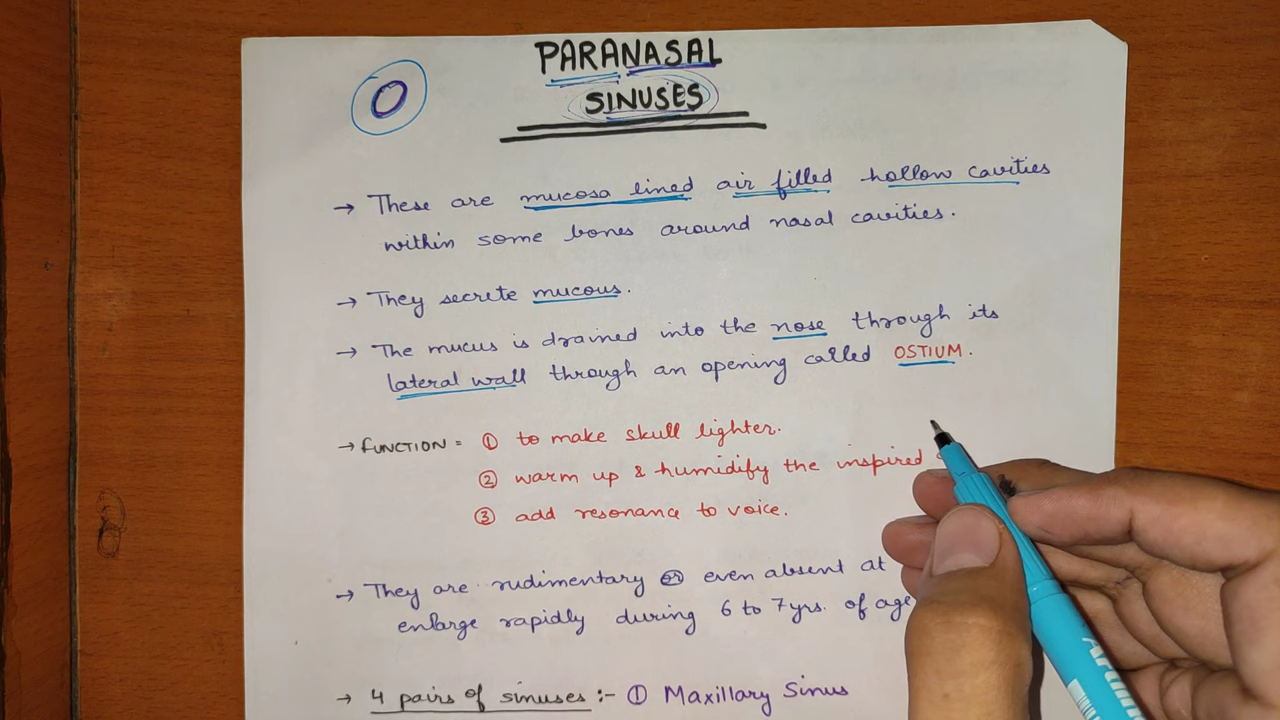 PARANASAL
SINUSES
→ These are mucosa lined air filled hollow cavities
within some bones around nasal cavities.
→ They secrete mucous.
→ The mucus is drained into the nose through its
lateral wall through an opening called OSTIUM.
→ FUNCTION = ① to make skull lighter.
② warm up & humidify the inspired
③ add resonance to voice.
→ They are rudimentary or even absent at
enlarge rapidly during 6 to 7yrs. of age
→ 4 pairs of sinuses :- ① Maxillary Sinus